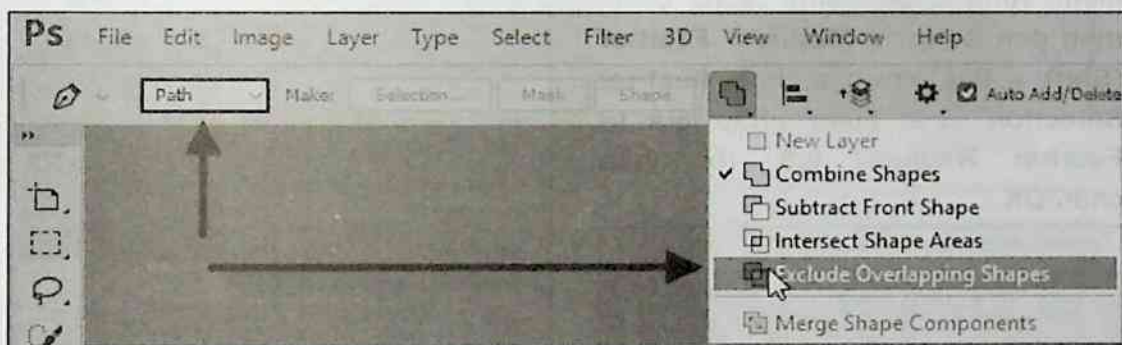 Ps File Edit Image Layer Type Select Filter 3D View Window Help
Path Make: Selection... Mask Shape Auto Add/Delete
New Layer
Combine Shapes
Subtract Front Shape
Intersect Shape Areas
Exclude Overlapping Shapes
Merge Shape Components